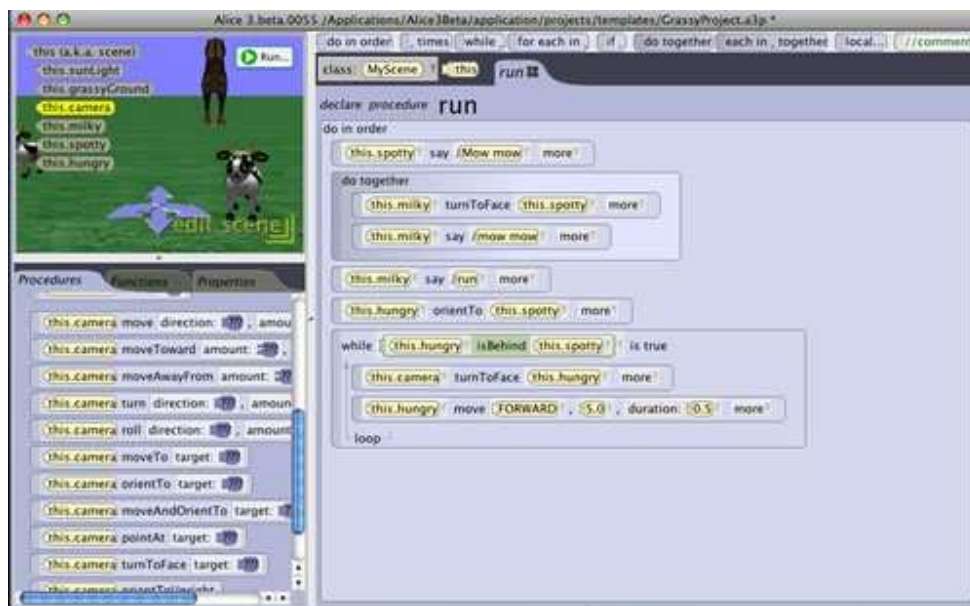 Alice 3.beta.0055 /Applications/Alice3Beta/application/projects/templates/GrassyProject.a3p *
this (a.k.a. scene)
this.sunLight
this.grassyGround
this.camera
this.milky
this.spotty
this.hungry
Run...
edit scene
Procedures Functions Properties
this.camera move direction: ??? , amou
this.camera moveToward amount: ??? ,
this.camera moveAwayFrom amount: ???
this.camera turn direction: ??? , amoun
this.camera roll direction: ??? , amount
this.camera moveTo target: ???
this.camera orientTo target: ???
this.camera moveAndOrientTo target: ???
this.camera pointAt target: ???
this.camera turnToFace target: ???
this.camera orientToUpright
do in order _ times while _ for each in _ if _ do together each in _ together local... //comment
class: MyScene this run
declare procedure run
do in order
this.spotty say /Mow mow more
do together
this.milky turnToFace this.spotty more
this.milky say /mow mow more
this.milky say /run more
this.hungry orientTo this.spotty more
while this.hungry isBehind this.spotty is true
this.camera turnToFace this.hungry more
this.hungry move FORWARD , 5.0 , duration: 0.5 more
loop